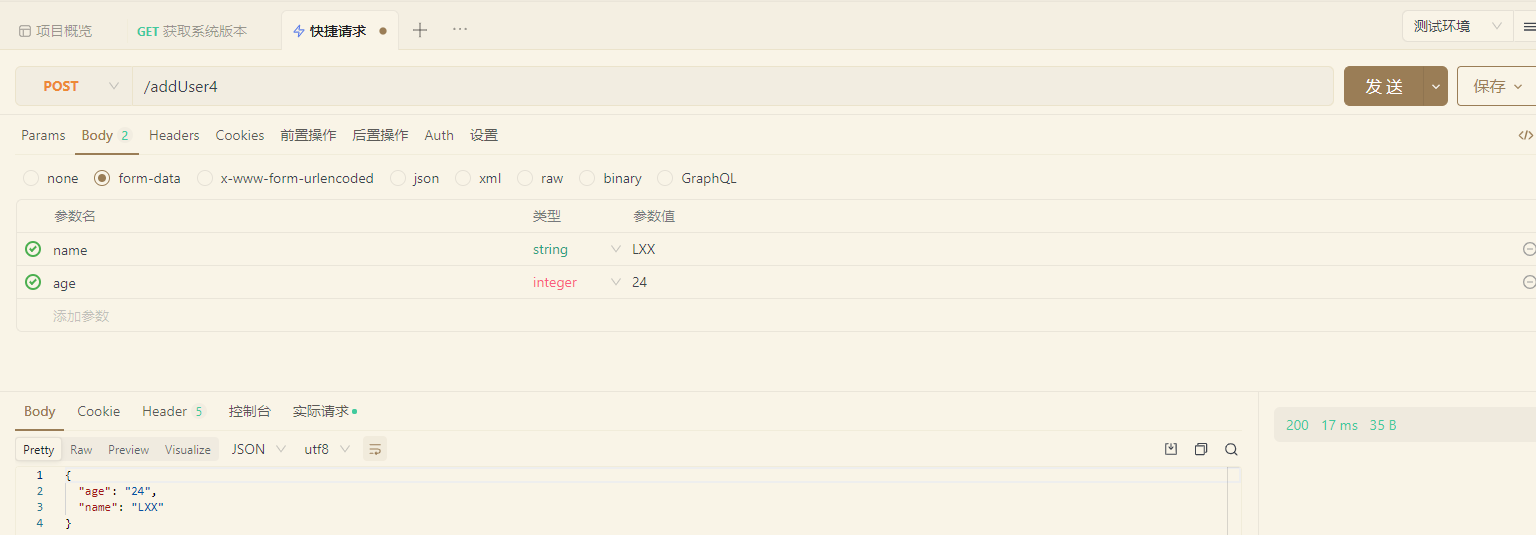 项目概览 GET 获取系统版本 快捷请求 测试环境
POST /addUser4 发送 保存
Params Body 2 Headers Cookies 前置操作 后置操作 Auth 设置
none form-data x-www-form-urlencoded json xml raw binary GraphQL
参数名 类型 参数值
name string LXX
age integer 24
添加参数
Body Cookie Header 5 控制台 实际请求
200 17 ms 35 B
Pretty Raw Preview Visualize JSON utf8
1 {
2 "age": "24",
3 "name": "LXX"
4 }